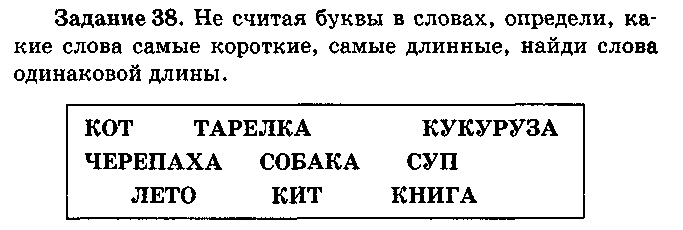 Задание 38. Не считая буквы в словах, определи, ка-
кие слова самые короткие, самые длинные, найди слова
одинаковой длины.
КОТ ТАРЕЛКА КУКУРУЗА
ЧЕРЕПАХА СОБАКА СУП
ЛЕТО КИТ КНИГА